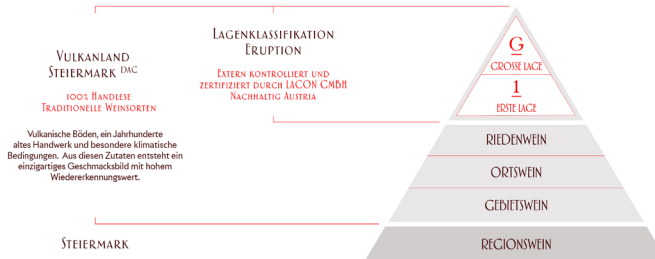 Vulkanland
Steiermark DAC
100% Handlese
Traditionelle Weinsorten
Vulkanische Böden, ein Jahrhunderte
altes Handwerk und besondere klimatische
Bedingungen. Aus diesen Zutaten entsteht ein
einzigartiges Geschmacksbild mit hohem
Wiedererkennungswert.
Steiermark
Lagenklassifikation
Eruption
Extern kontrolliert und
zertifiziert durch LACON GMBH
Nachhaltig Austria
G
GROSSE LAGE
1
ERSTE LAGE
RIEDENWEIN
ORTSWEIN
GEBIETSWEIN
REGIONSWEIN